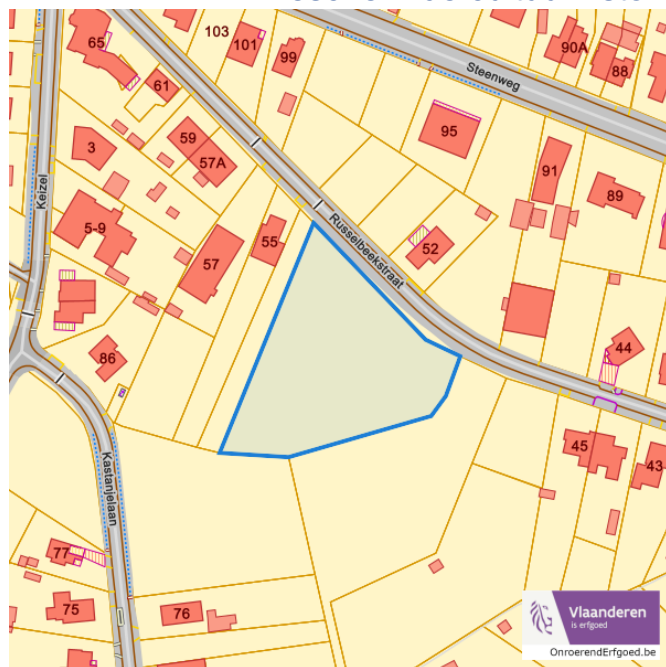 65
103
101
99
90A
88
Steenweg
61
95
59
57A
3
91
89
Keizel
5-9
55
Russelbeekstraat
52
57
44
86
45
43
Kastanjelaan
77
75
76
Vlaanderen
is erfgoed
OnroerendErfgoed.be